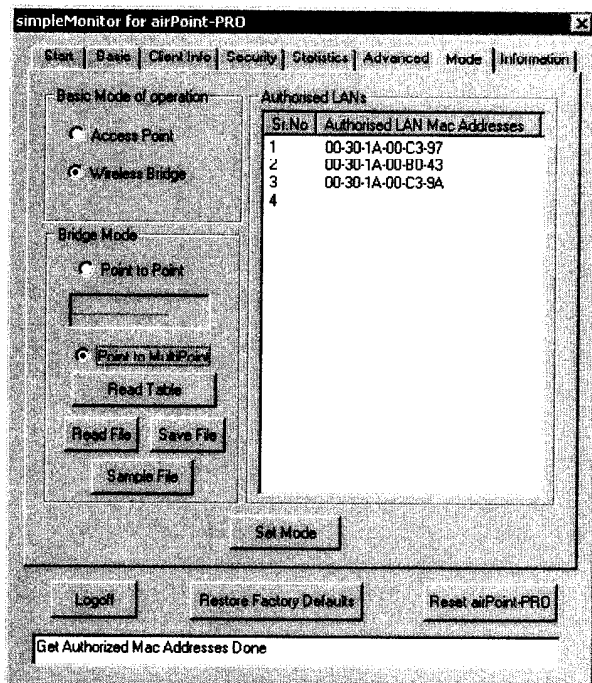 simpleMonitor for airPoint-PRO
Start Basic Client Info Security Statistics Advanced Mode Information
Basic Mode of operation
Access Point
Wireless Bridge
Bridge Mode
Point to Point
Point to MultiPoint
Read Table
Read File Save File
Sample File
Authorised LANs
Sr.No Authorised LAN Mac Addresses
1 00-30-1A-00-C3-97
2 00-30-1A-00-B0-43
3 00-30-1A-00-C3-9A
4
Set Mode
Logoff Restore Factory Defaults Reset airPoint-PRO
Get Authorized Mac Addresses Done